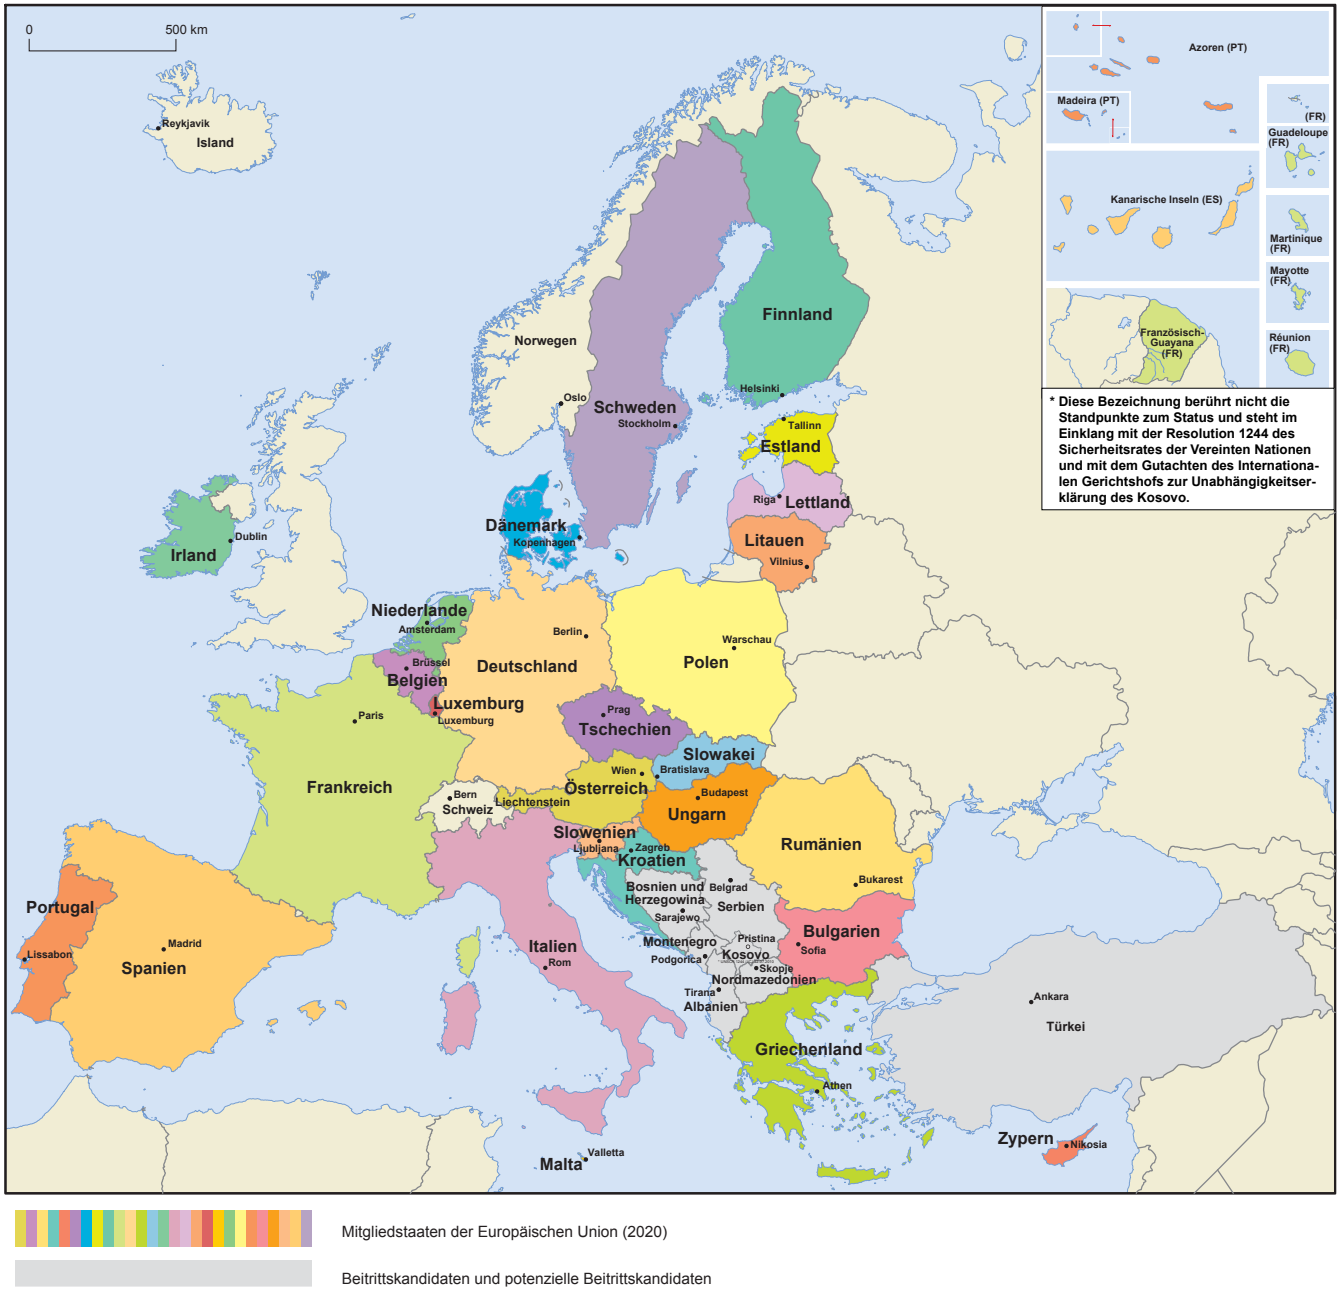 0
500 km
Reykjavik
Island
Azoren (PT)
Madeira (PT)
(FR)
Guadeloupe
(FR)
Kanarische Inseln (ES)
Martinique
(FR)
Mayotte
(FR)
Französisch-
Guayana
(FR)
Réunion
(FR)
* Diese Bezeichnung berührt nicht die
Standpunkte zum Status und steht im
Einklang mit der Resolution 1244 des
Sicherheitsrates der Vereinten Nationen
und mit dem Gutachten des Internationa-
len Gerichtshofs zur Unabhängigkeitser-
klärung des Kosovo.
Finnland
Norwegen
Helsinki
Oslo
Schweden
Stockholm
Tallinn
Estland
Riga
Lettland
Dänemark
Kopenhagen
Litauen
Vilnius
Dublin
Irland
Niederlande
Amsterdam
Berlin
Warschau
Polen
Brüssel
Belgien
Deutschland
Luxemburg
Luxemburg
Paris
Prag
Tschechien
Slowakei
Bratislava
Wien
Österreich
Frankreich
Bern
Schweiz
Liechtenstein
Budapest
Ungarn
Slowenien
Ljubljana
Zagreb
Kroatien
Rumänien
Bukarest
Bosnien und
Herzegowina
Sarajewo
Belgrad
Serbien
Portugal
Lissabon
Madrid
Spanien
Italien
Rom
Montenegro
Podgorica
Pristina
Kosovo
Bulgarien
Sofia
Skopje
Nordmazedonien
Tirana
Albanien
Ankara
Türkei
Griechenland
Athen
Zypern
Nikosia
Malta
Valletta
Mitgliedstaaten der Europäischen Union (2020)
Beitrittskandidaten und potenzielle Beitrittskandidaten